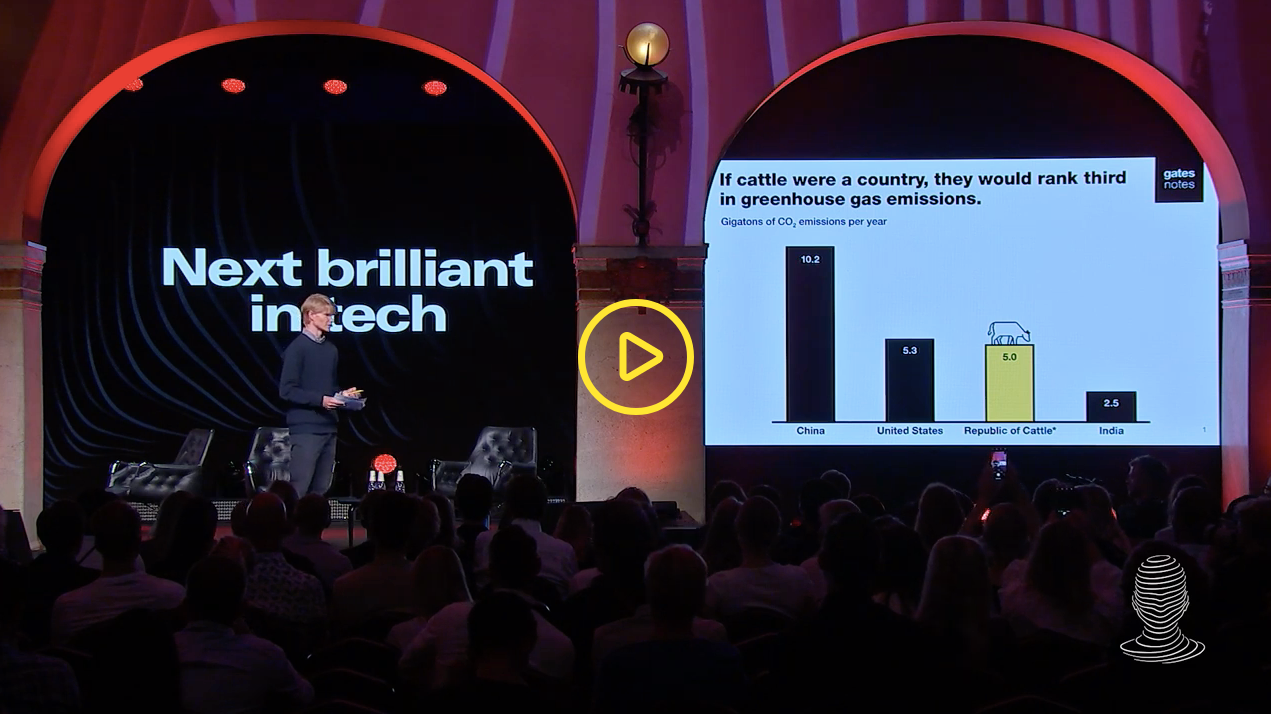 Next brilliant
in tech
If cattle were a country, they would rank third
in greenhouse gas emissions.
gates
notes
Gigatons of CO₂ emissions per year
10.2
5.3
5.0
2.5
China
United States
Republic of Cattle*
India
1